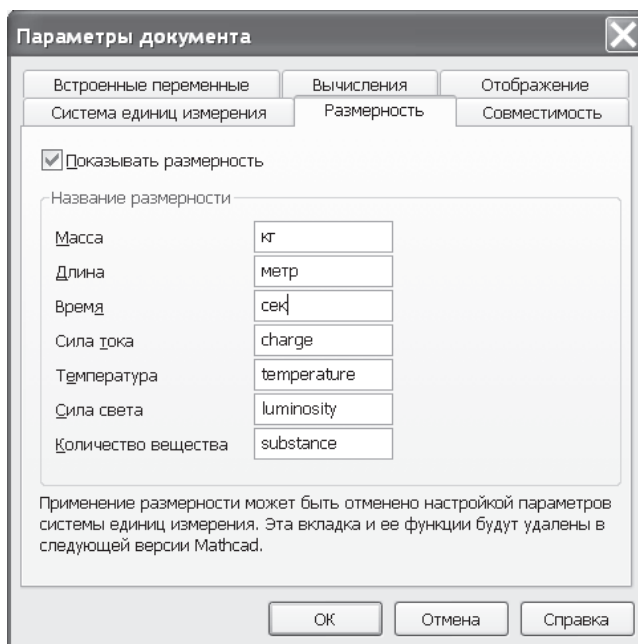 Параметры документа
Встроенные переменные Вычисления Отображение
Система единиц измерения Размерность Совместимость
Показывать размерность
Название размерности
Масса кг
Длина метр
Время сек
Сила тока charge
Температура temperature
Сила света luminosity
Количество вещества substance
Применение размерности может быть отменено настройкой параметров
системы единиц измерения. Эта вкладка и ее функции будут удалены в
следующей версии Mathcad.
ОК Отмена Справка